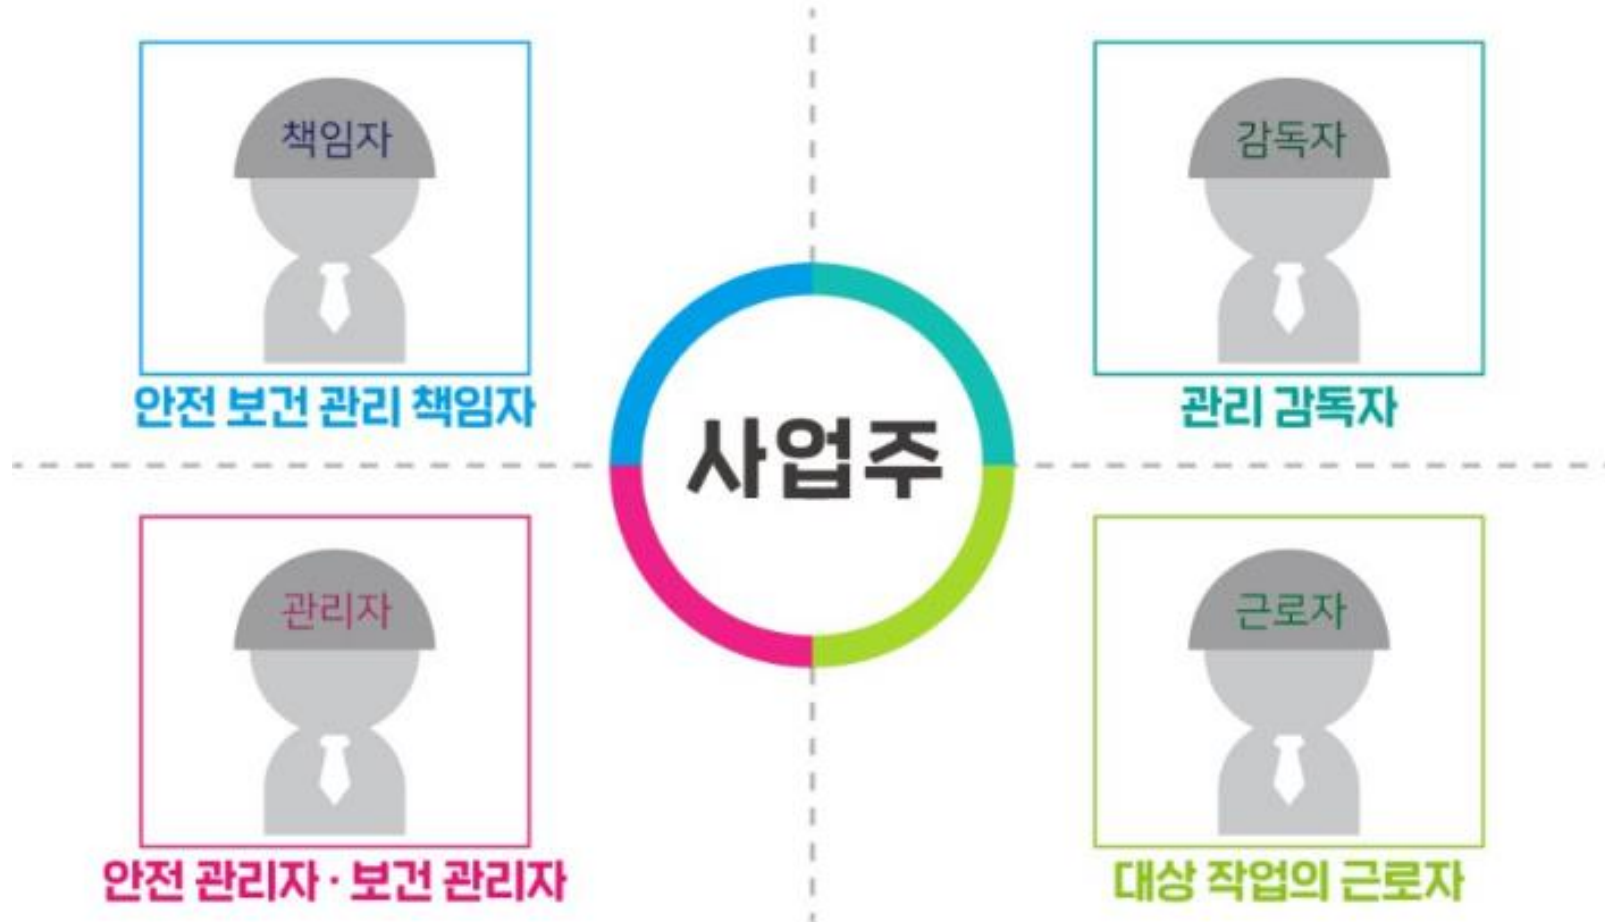 책임자
안전 보건 관리 책임자
감독자
관리 감독자
사업주
관리자
안전 관리자 · 보건 관리자
근로자
대상 작업의 근로자